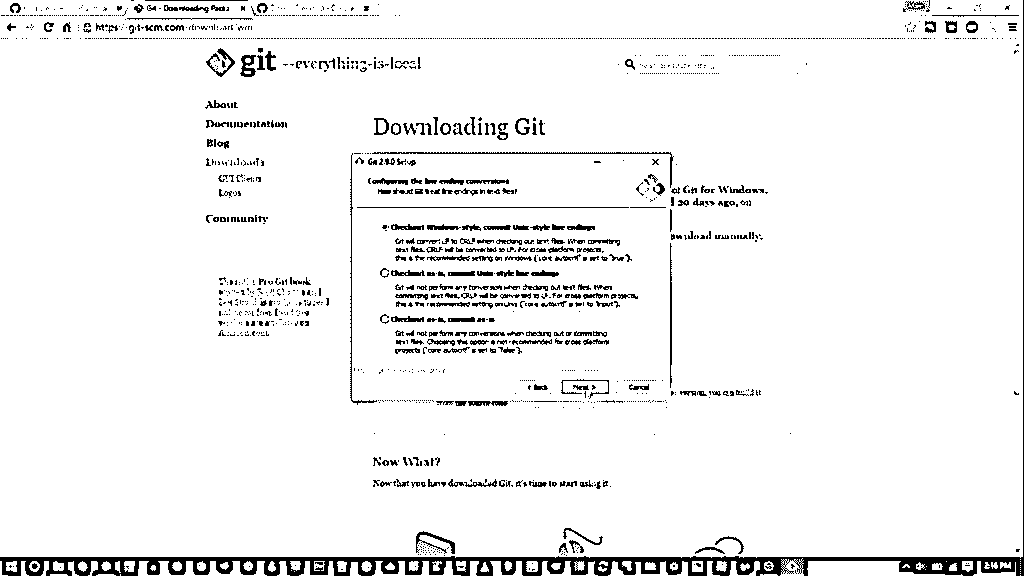 Git - Downloading Packa
https://git-scm.com/download/win
git --everything-is-local
About
Documentation
Blog
Downloads
GUI Clients
Logos
Community
Pro Git book
Downloading Git
Git 2.9.0 Setup
Configuring the line ending conversions
How should Git treat line endings in text files?
Checkout Windows-style, commit Unix-style line endings
Git will convert LF to CRLF when checking out text files. When committing
text files, CRLF will be converted to LF. For cross-platform projects,
this is the recommended setting on Windows ("core.autocrlf" is set to "true").
Checkout as-is, commit Unix-style line endings
Git will not perform any conversion when checking out text files. When
committing text files, CRLF will be converted to LF. For cross-platform projects,
this is the recommended setting on Unix ("core.autocrlf" is set to "input").
Checkout as-is, commit as-is
Git will not perform any conversions when checking out or committing
text files. Choosing this option is not recommended for cross-platform
projects ("core.autocrlf" is set to "false").
< Back
Next >
Cancel
Git for Windows.
20 days ago, on
download manually.
you can build it
the source code
Now What?
Now that you have downloaded Git, it's time to start using it.